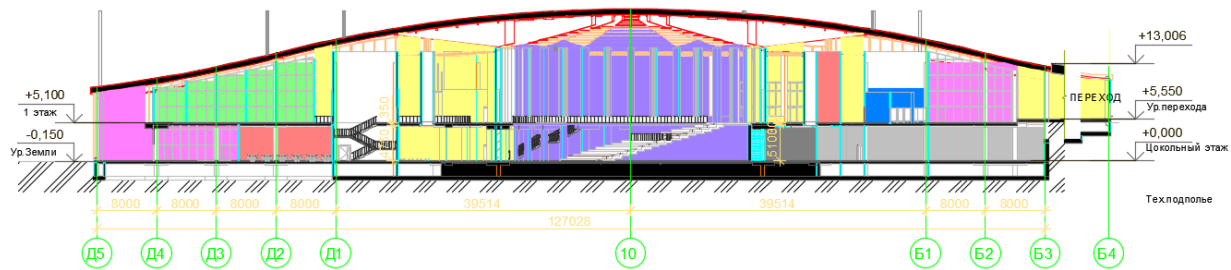 +13,006
+5,100
1 этаж
ПЕРЕХОД
+5,550
Ур.перехода
-0,150
Ур.Земли
+0,000
Цокольный этаж
Тех.подполье
8000 8000 8000 8000 39514 39514 8000 8000
127028
Д5 Д4 Д3 Д2 Д1 10 Б1 Б2 Б3 Б4